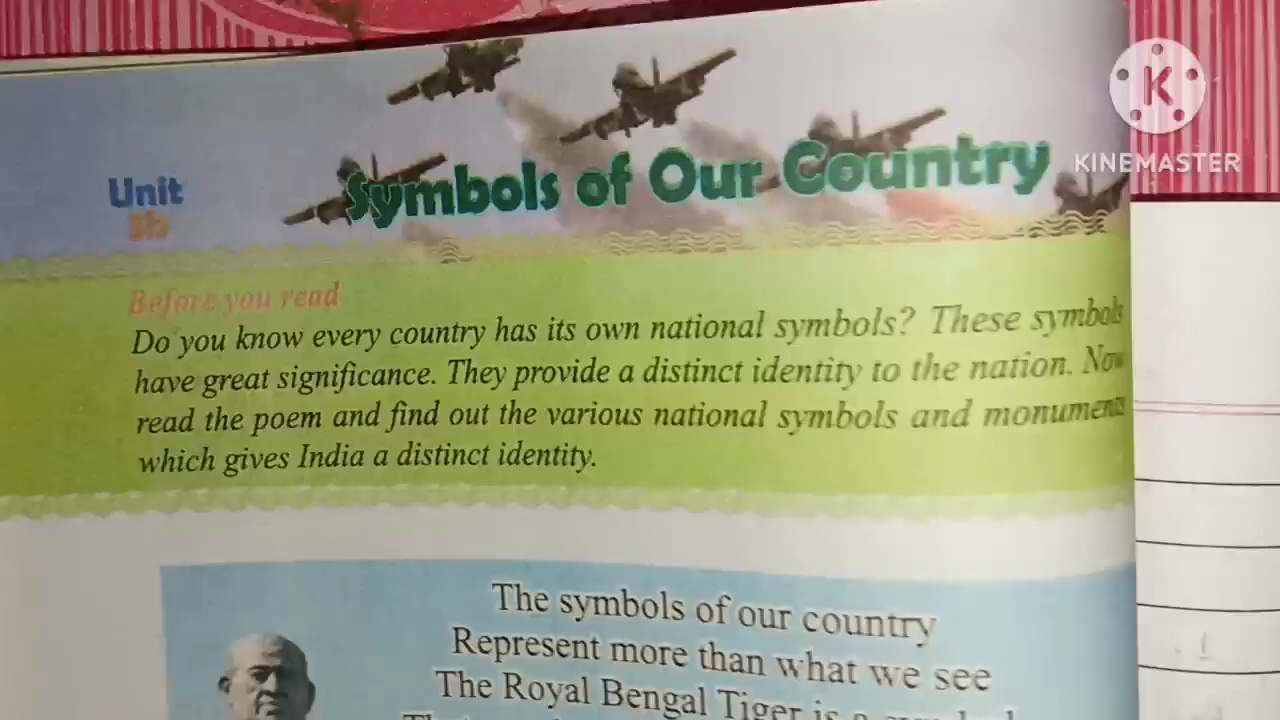 K
KINEMASTER
Symbols of Our Country
Unit
Before you read
Do you know every country has its own national symbols? These symbols
have great significance. They provide a distinct identity to the nation. Now
read the poem and find out the various national symbols and monuments
which gives India a distinct identity.
The symbols of our country
Represent more than what we see
The Royal Bengal Tiger is a